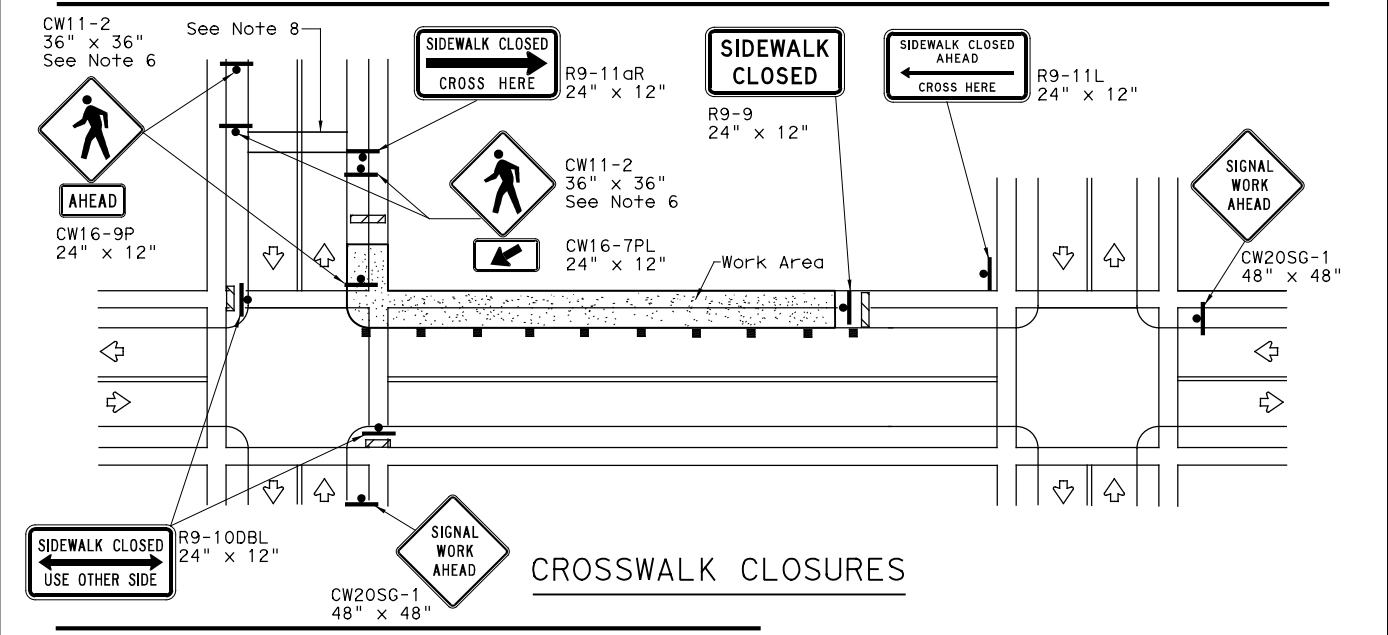 CW11-2
36" x 36"
See Note 6
See Note 8
SIDEWALK CLOSED
CROSS HERE
R9-11aR
24" x 12"
SIDEWALK
CLOSED
R9-9
24" x 12"
SIDEWALK CLOSED
AHEAD
CROSS HERE
R9-11L
24" x 12"
AHEAD
CW16-9P
24" x 12"
CW11-2
36" x 36"
See Note 6
CW16-7PL
24" x 12"
Work Area
SIGNAL
WORK
AHEAD
CW20SG-1
48" x 48"
SIDEWALK CLOSED
USE OTHER SIDE
R9-10DBL
24" x 12"
SIGNAL
WORK
AHEAD
CW20SG-1
48" x 48"
CROSSWALK CLOSURES